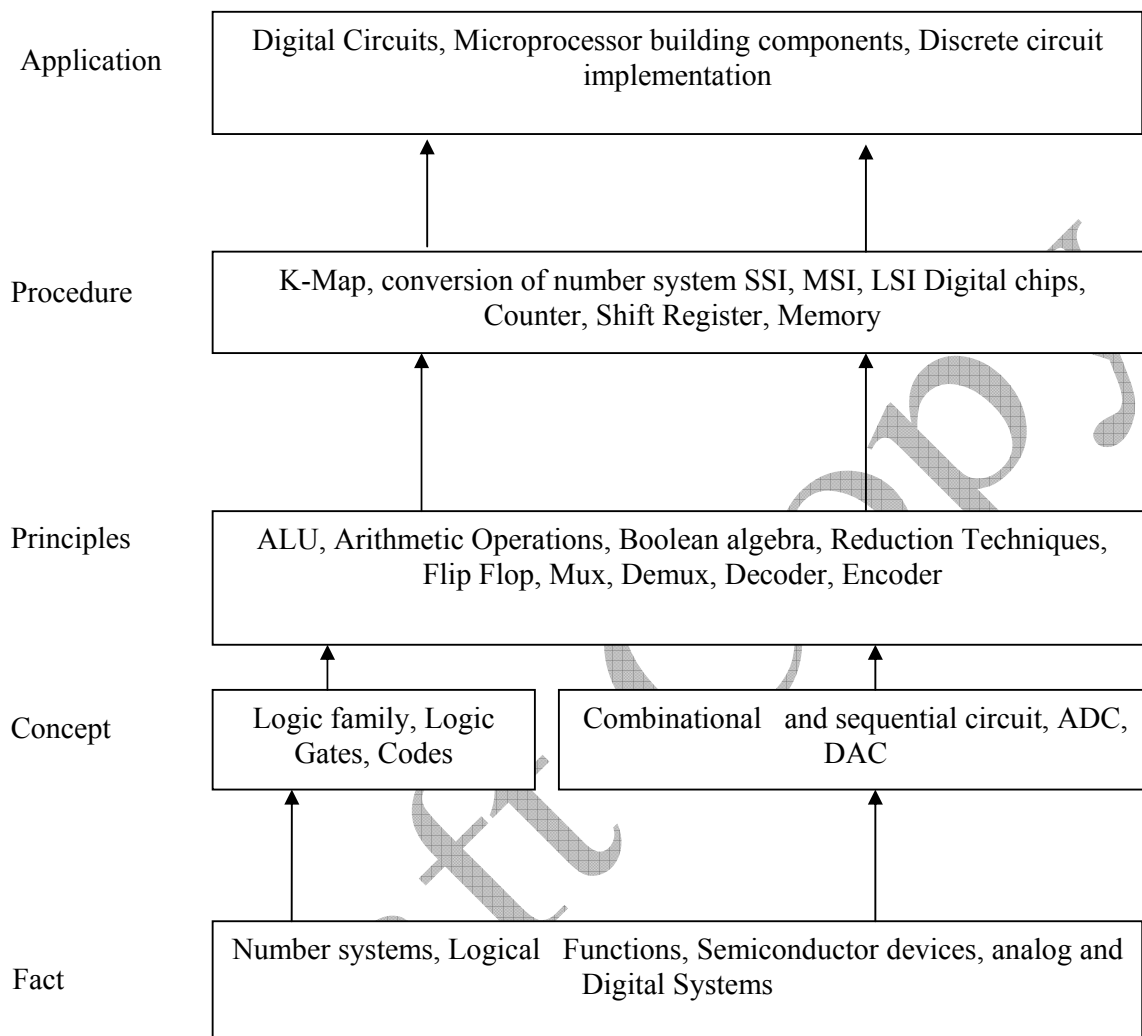 Application
Digital Circuits, Microprocessor building components, Discrete circuit
implementation
Procedure
K-Map, conversion of number system SSI, MSI, LSI Digital chips,
Counter, Shift Register, Memory
Principles
ALU, Arithmetic Operations, Boolean algebra, Reduction Techniques,
Flip Flop, Mux, Demux, Decoder, Encoder
Concept
Logic family, Logic
Gates, Codes
Combinational and sequential circuit, ADC,
DAC
Fact
Number systems, Logical Functions, Semiconductor devices, analog and
Digital Systems